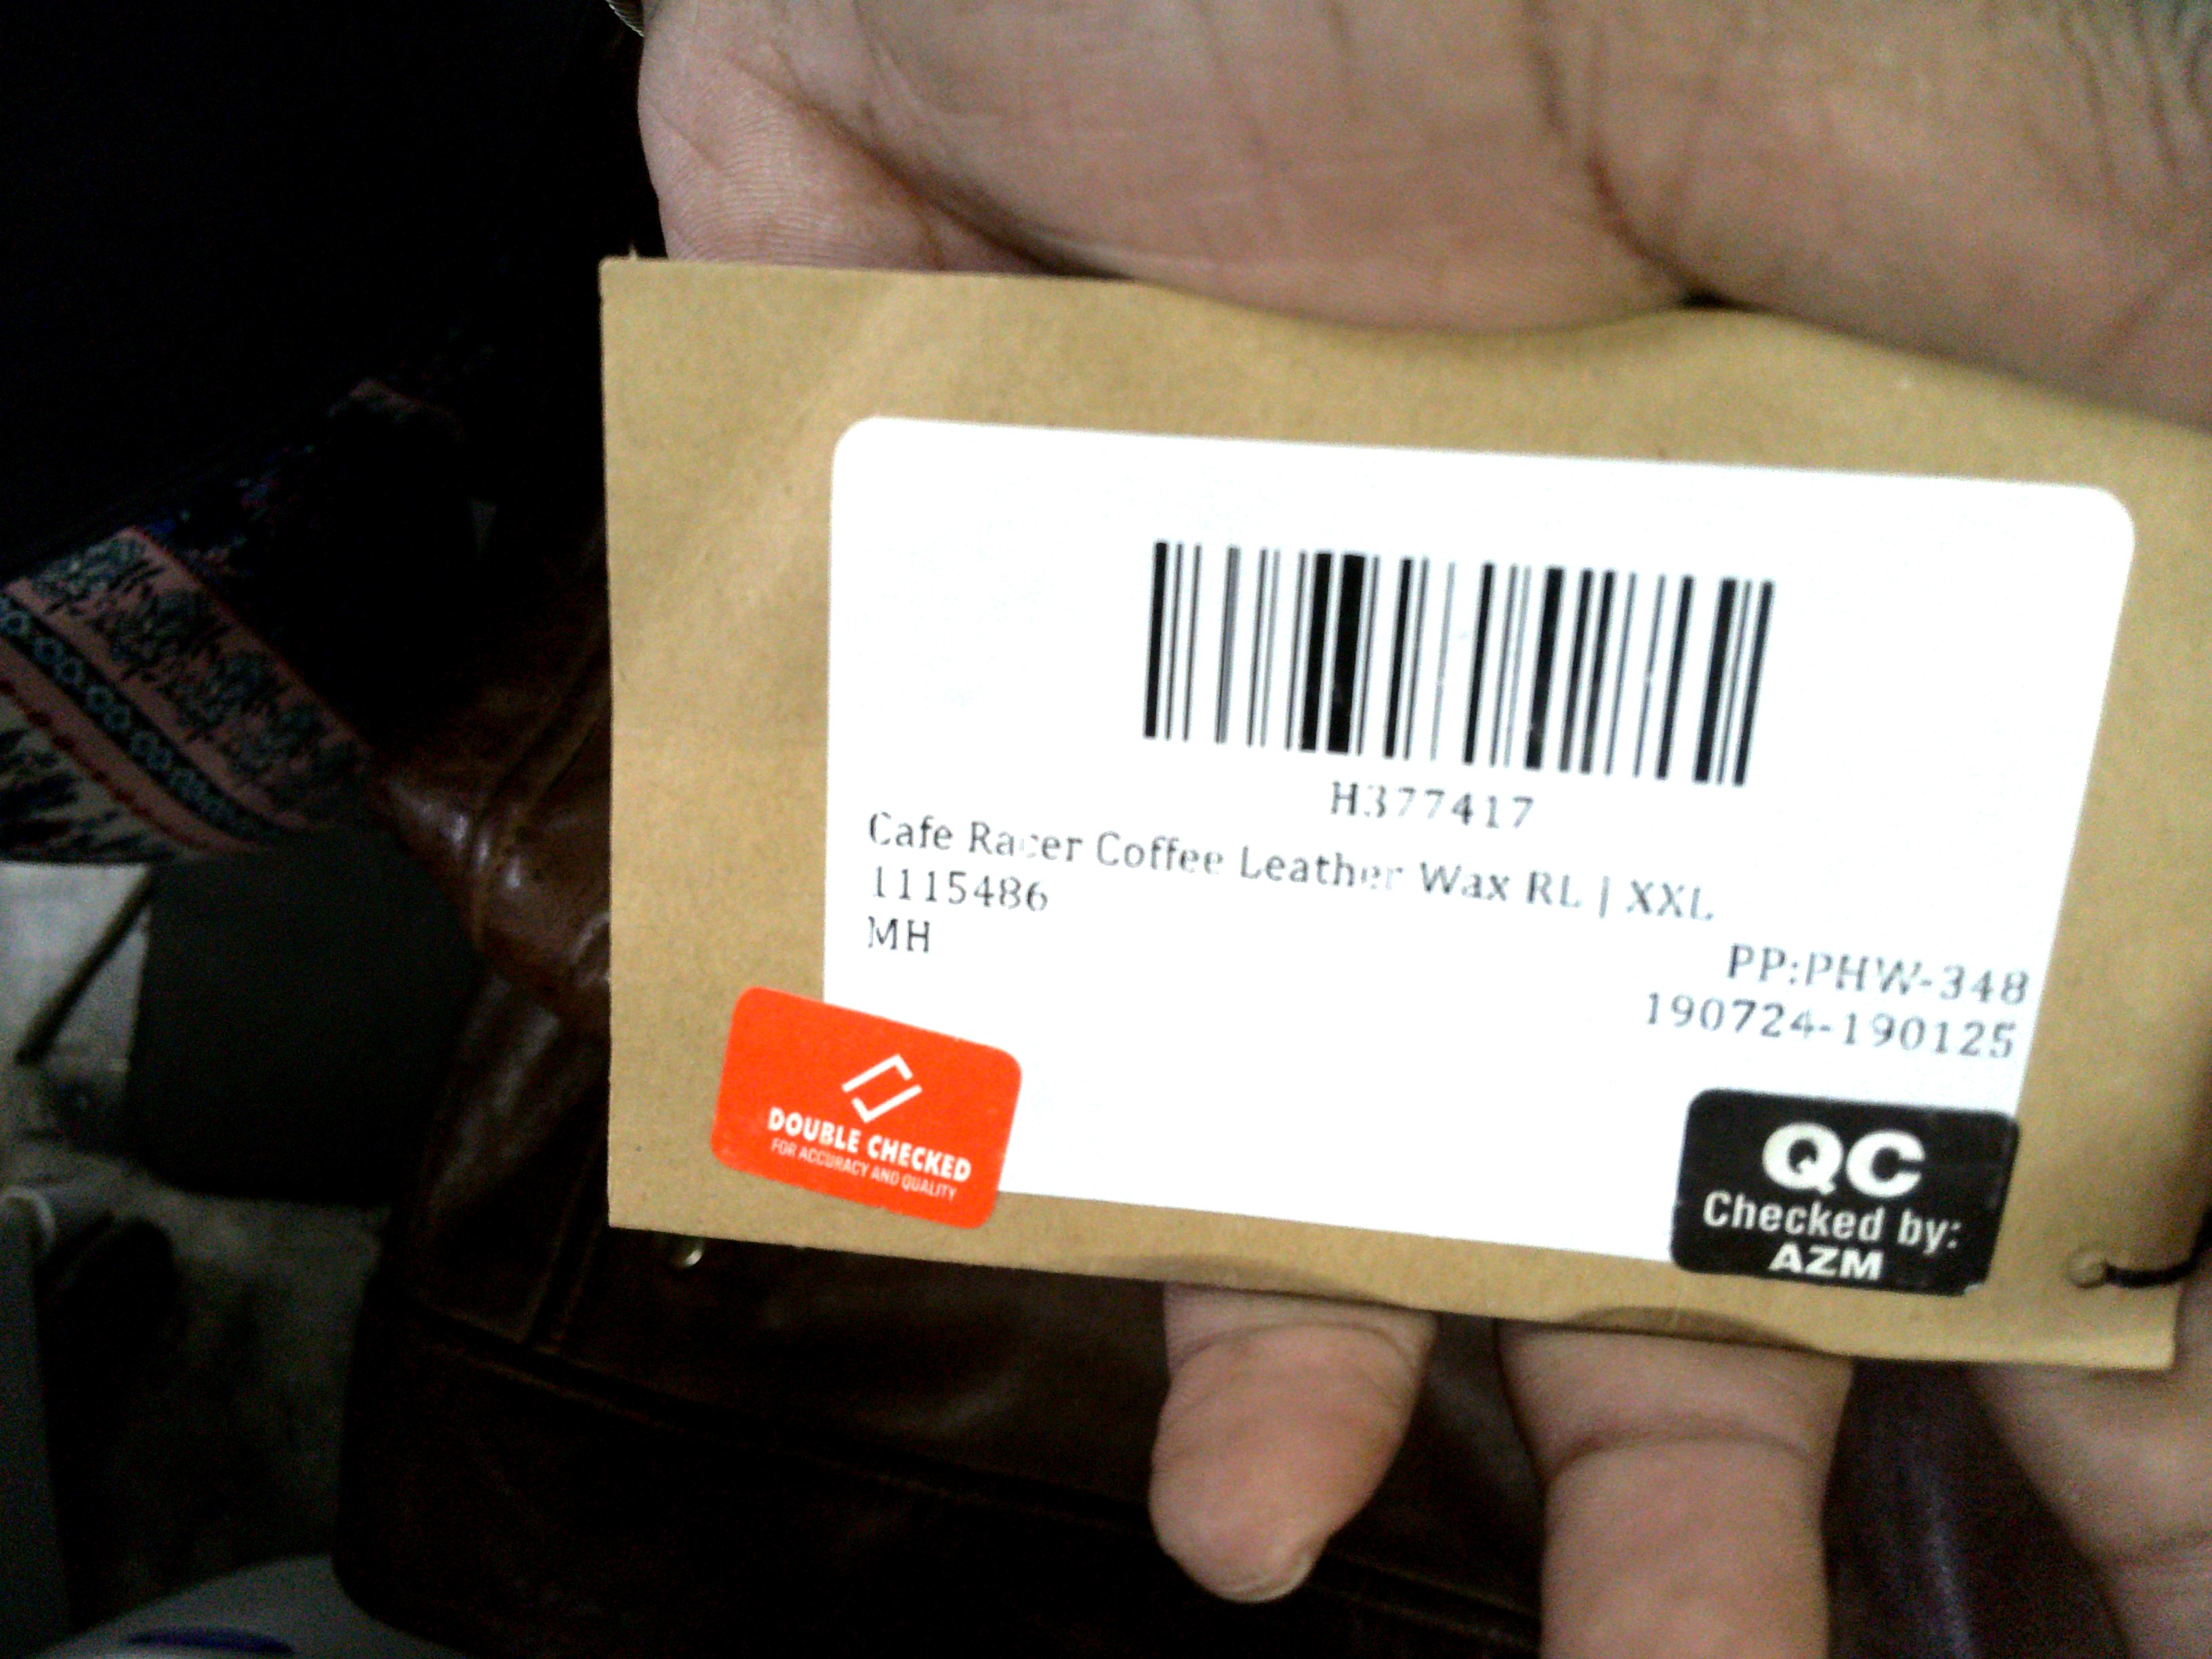 H377417
Cafe Racer Coffee Leather Wax RL | XXL
1115486
MH
PP:PHW-348
190724-190125
DOUBLE CHECKED
FOR ACCURACY AND QUALITY
QC
Checked by:
AZM